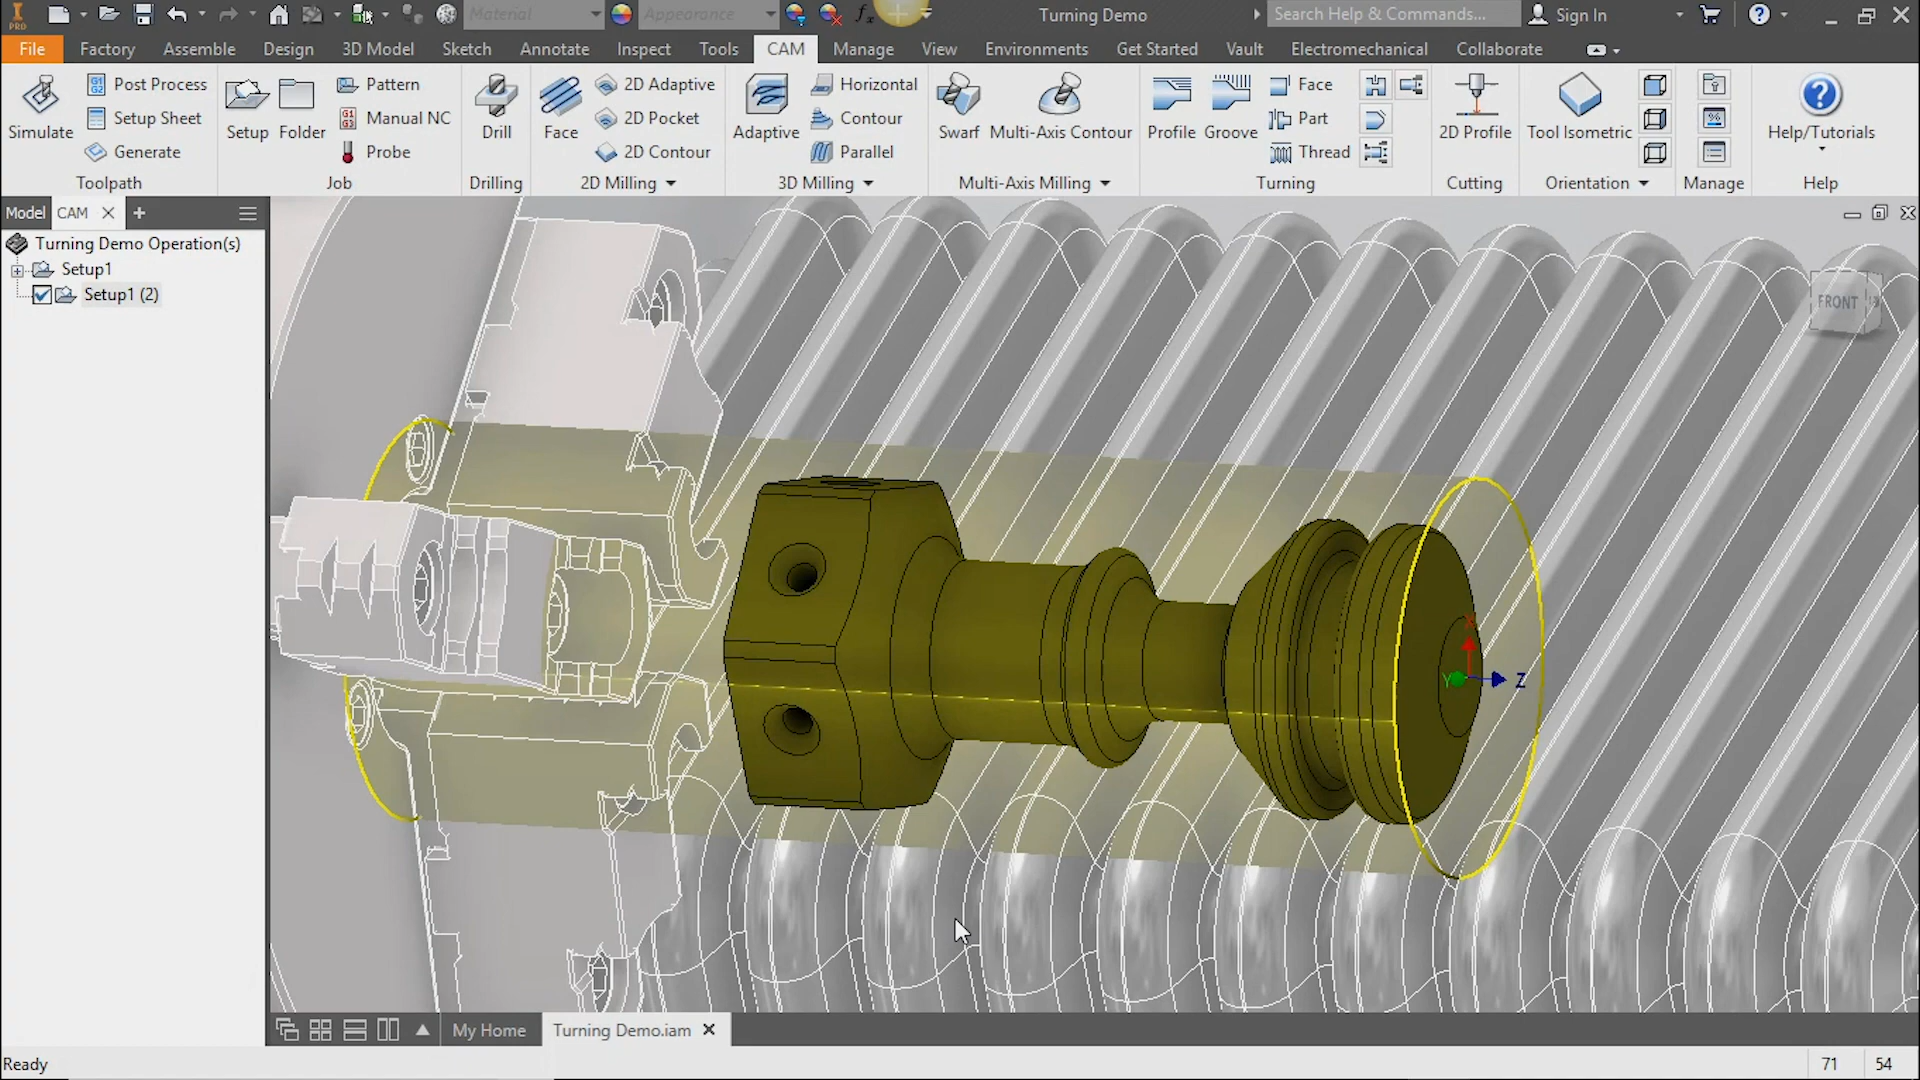 PRO
Material
Appearance
fx
Turning Demo
Search Help & Commands...
Sign In
File
Factory
Assemble
Design
3D Model
Sketch
Annotate
Inspect
Tools
CAM
Manage
View
Environments
Get Started
Vault
Electromechanical
Collaborate
Simulate
Post Process
Setup Sheet
Generate
Toolpath
Setup
Folder
Pattern
Manual NC
Probe
Job
Drill
Drilling
Face
2D Adaptive
2D Pocket
2D Contour
2D Milling
Adaptive
Horizontal
Contour
Parallel
3D Milling
Swarf
Multi-Axis Contour
Multi-Axis Milling
Profile
Groove
Face
Part
Thread
Turning
2D Profile
Cutting
Tool Isometric
Orientation
Manage
Help/Tutorials
Help
Model
CAM
Turning Demo Operation(s)
Setup1
Setup1 (2)
FRONT
X
Y
Z
My Home
Turning Demo.iam
Ready
71
54